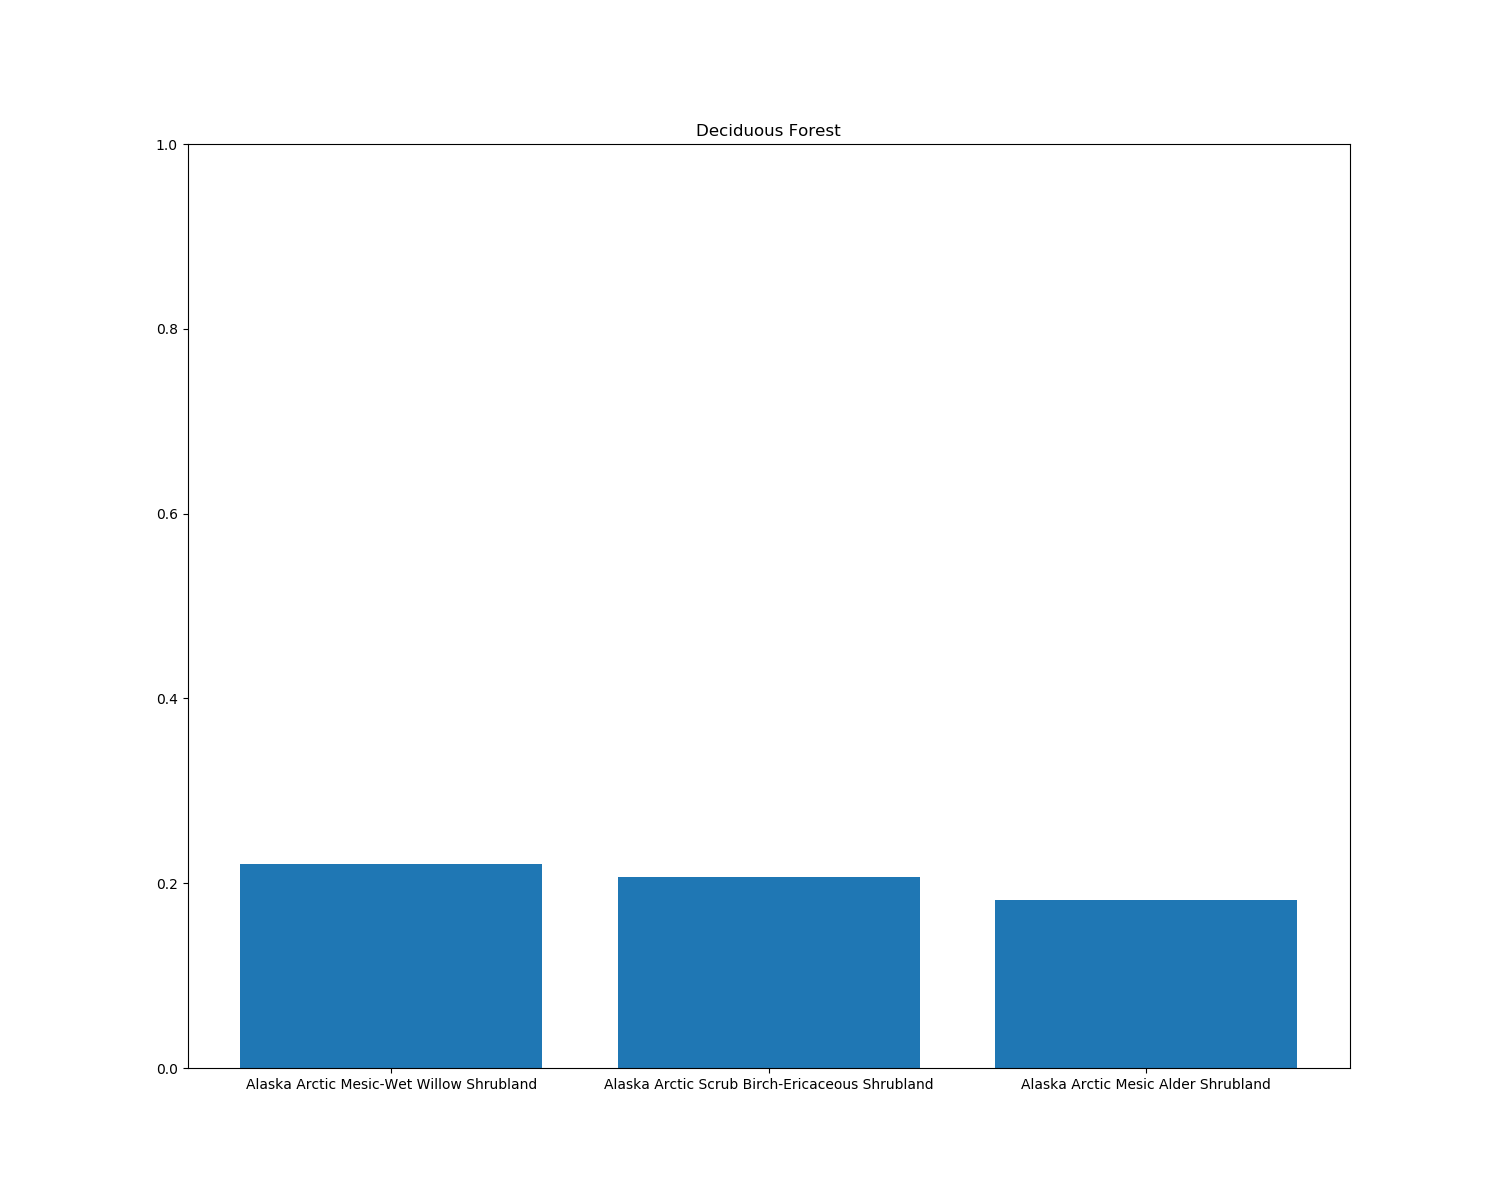 Deciduous Forest
1.0
0.8
0.6
0.4
0.2
0.0
Alaska Arctic Mesic-Wet Willow Shrubland
Alaska Arctic Scrub Birch-Ericaceous Shrubland
Alaska Arctic Mesic Alder Shrubland